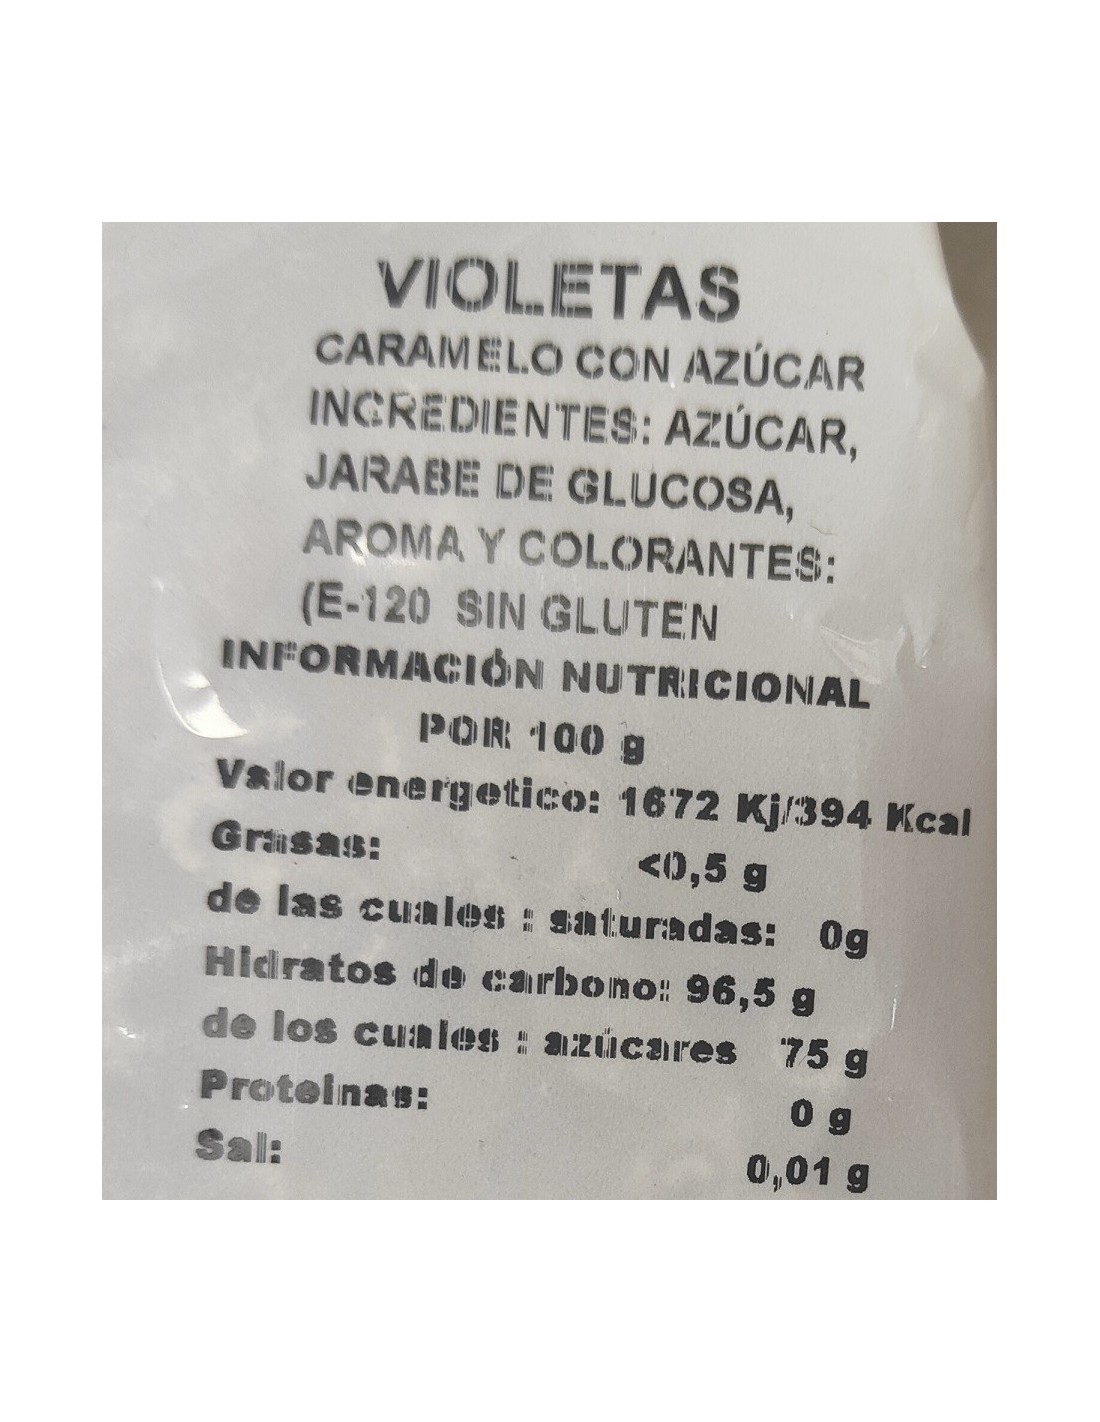 VIOLETAS
CARAMELO CON AZÚCAR
INGREDIENTES: AZÚCAR,
JARABE DE GLUCOSA,
AROMA Y COLORANTES:
(E-120 SIN GLUTEN
INFORMACIÓN NUTRICIONAL
POR 100 g
Valor energetico: 1672 Kj/394 Kcal
Grasas: <0,5 g
de las cuales : saturadas: 0g
Hidratos de carbono: 96,5 g
de los cuales : azúcares 75 g
Proteinas: 0 g
Sal: 0,01 g